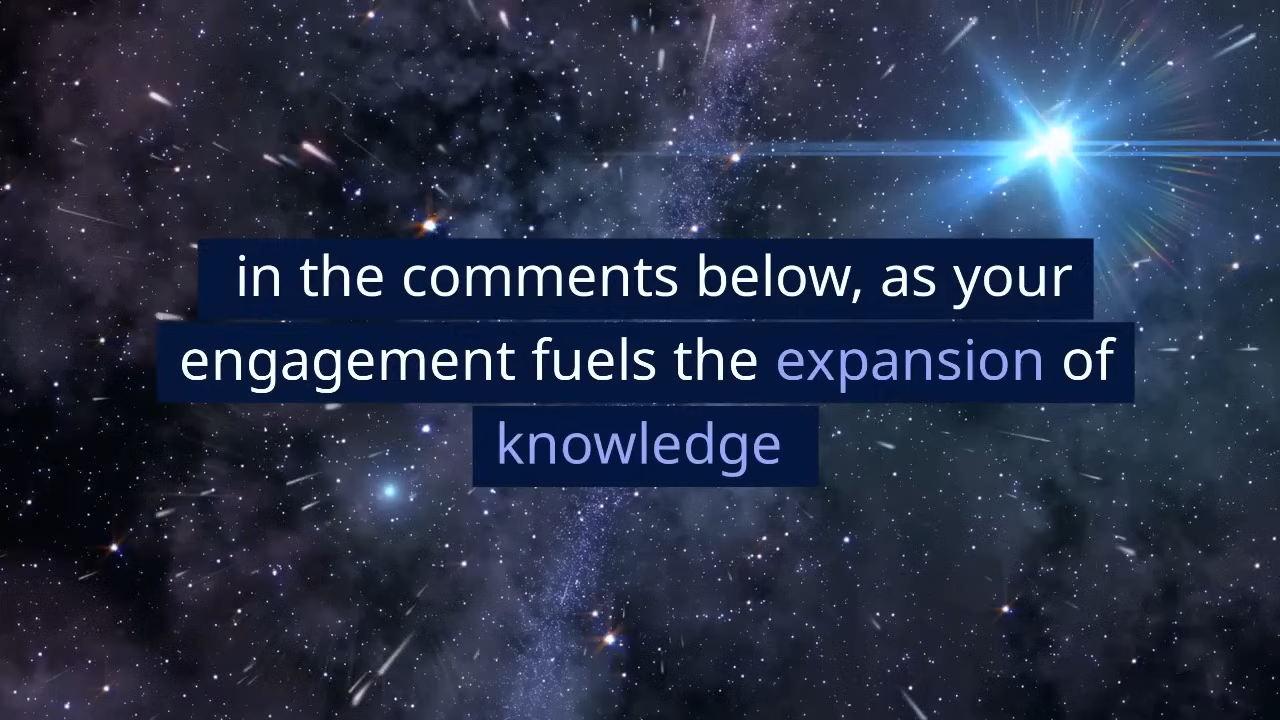 in the comments below, as your
engagement fuels the expansion of
knowledge